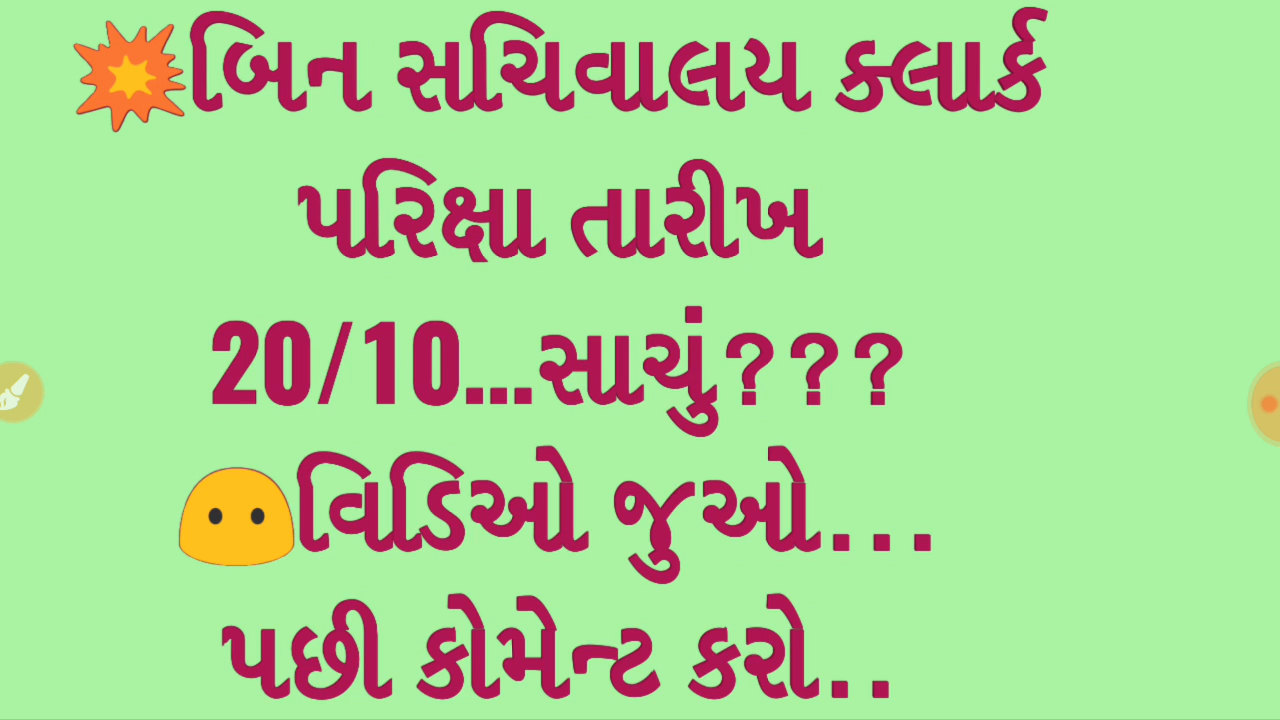 💥બિન સચિવાલય ક્લાર્ક
પરિક્ષા તારીખ
20/10...સાચું???
😶વિડિઓ જુઓ...
પછી કોમેન્ટ કરો..